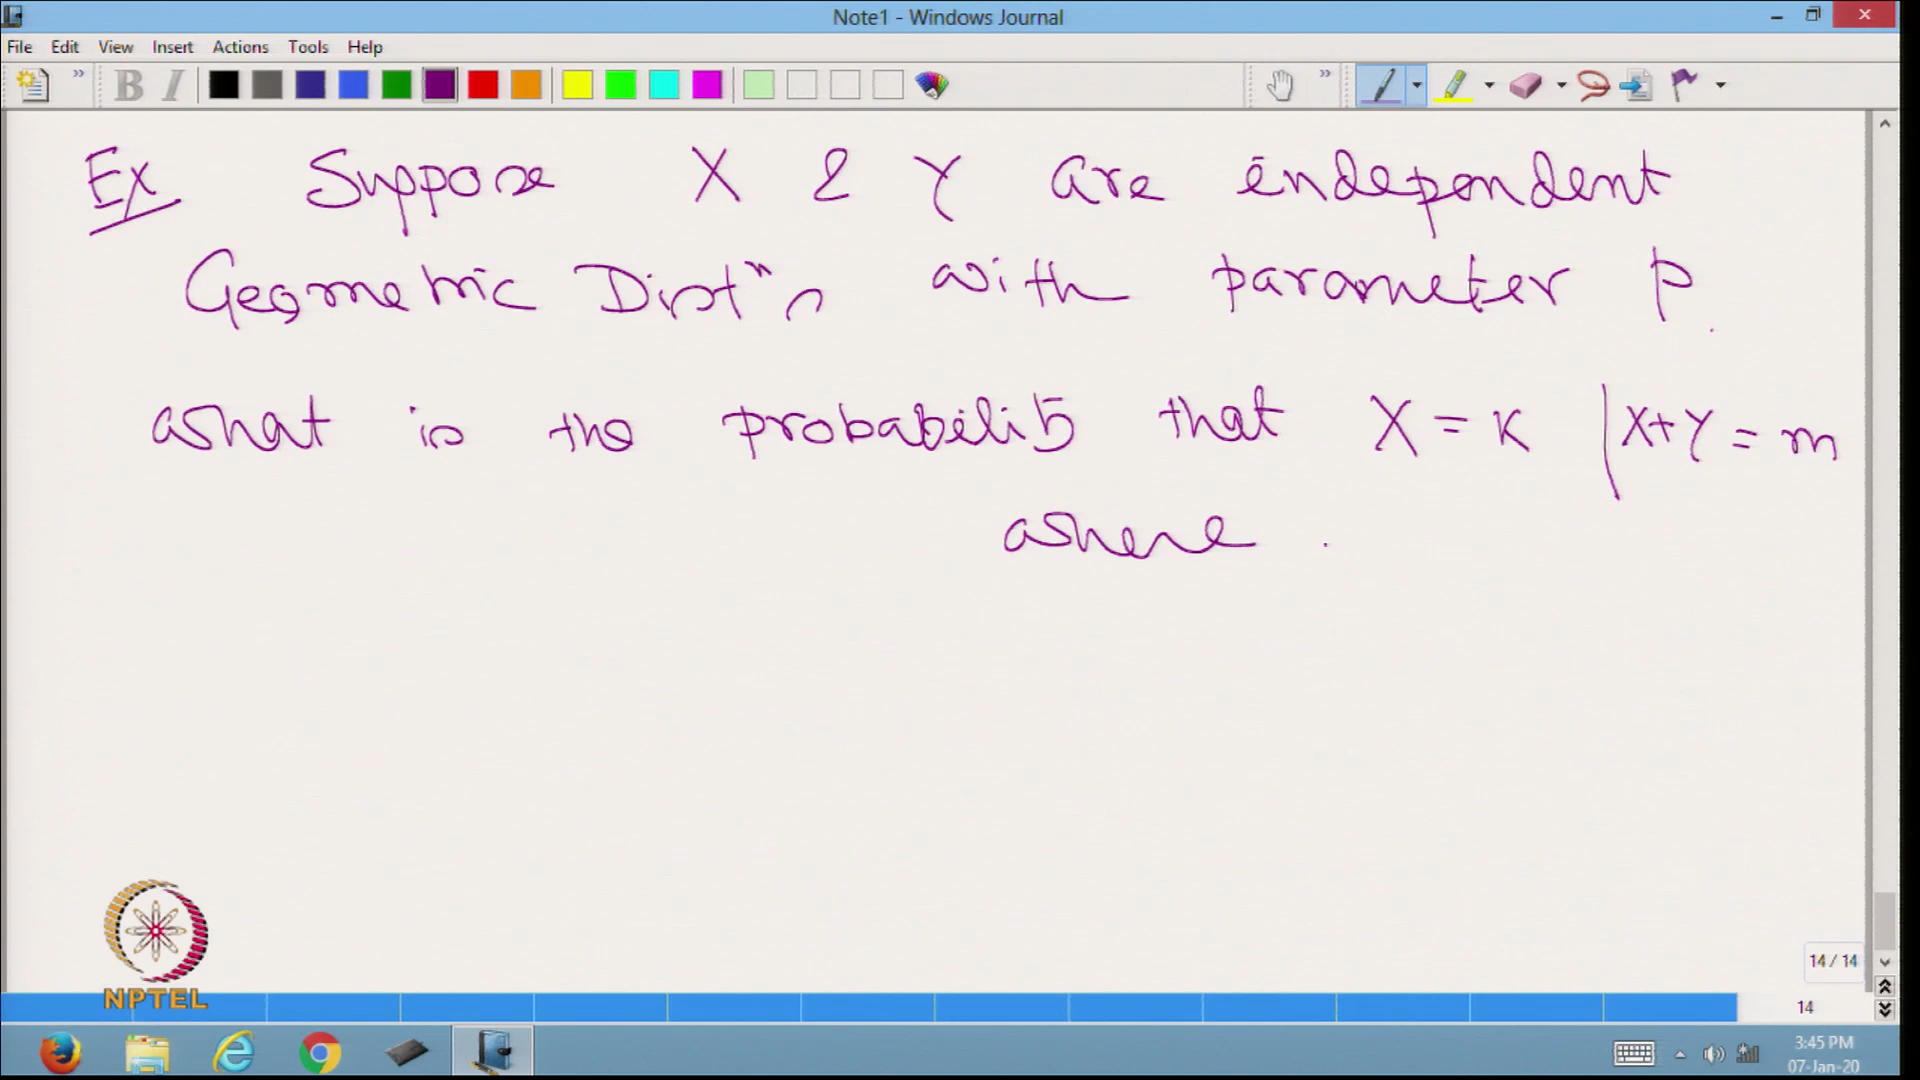 Note1 - Windows Journal
File Edit View Insert Actions Tools Help
B I
Ex Suppose X & Y are independent
Geometric Distⁿs with parameter p.
what is the probability that X = K | X+Y = m
where .
NPTEL
14 / 14
14
3:45 PM
07-Jan-20